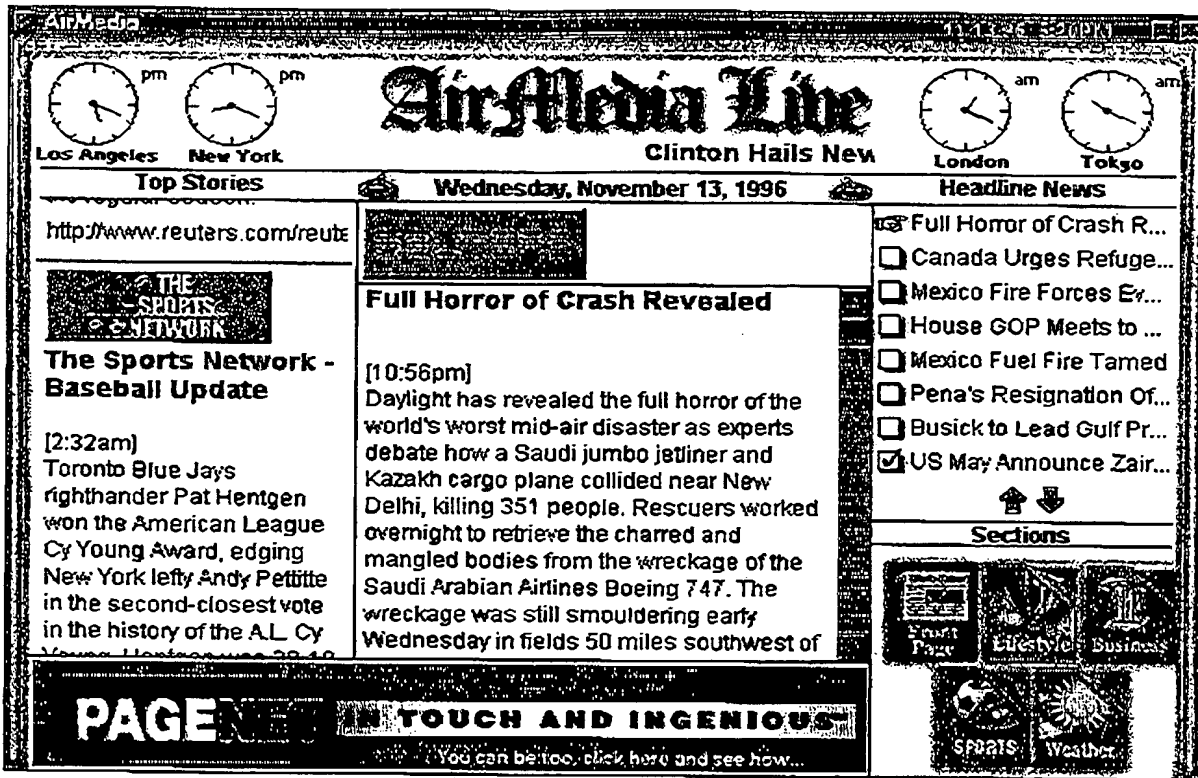 AirMedia
pm
pm
AirMedia Live
am
am
Los Angeles
New York
Clinton Hails New
London
Tokyo
Top Stories
Wednesday, November 13, 1996
Headline News
http://www.reuters.com/reute
THE
SPORTS
NETWORK
The Sports Network -
Baseball Update
[2:32am]
Toronto Blue Jays
righthander Pat Hentgen
won the American League
Cy Young Award, edging
New York lefty Andy Pettitte
in the second-closest vote
in the history of the A.L. Cy
Full Horror of Crash Revealed
[10:56pm]
Daylight has revealed the full horror of the
world's worst mid-air disaster as experts
debate how a Saudi jumbo jetliner and
Kazakh cargo plane collided near New
Delhi, killing 351 people. Rescuers worked
overnight to retrieve the charred and
mangled bodies from the wreckage of the
Saudi Arabian Airlines Boeing 747. The
wreckage was still smouldering early
Wednesday in fields 50 miles southwest of
Full Horror of Crash R...
Canada Urges Refuge...
Mexico Fire Forces Ev...
House GOP Meets to ...
Mexico Fuel Fire Tamed
Pena's Resignation Of...
Busick to Lead Gulf Pr...
US May Announce Zair...
Sections
Front
Page
Lifestyle
Business
SPORTS
Weather
PAGENET IN TOUCH AND INGENIOUS
You can be too, click here and see how...